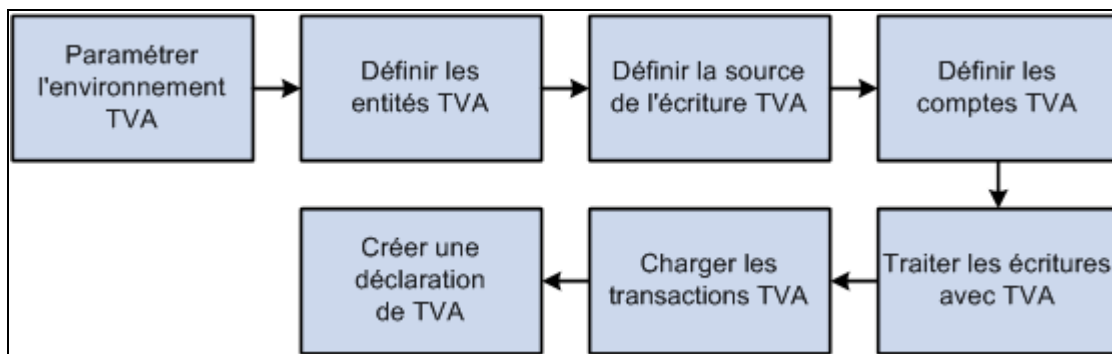 Paramétrer
l'environnement
TVA
Définir les
entités TVA
Définir la source
de l'écriture TVA
Définir les
comptes TVA
Traiter les écritures
avec TVA
Charger les
transactions TVA
Créer une
déclaration
de TVA